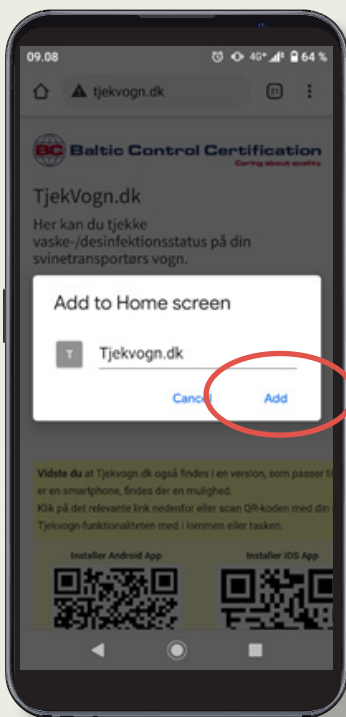 09.08
4G+
64 %
tjekvogn.dk
21
BC Baltic Control Certification
Caring about quality
TjekVogn.dk
Her kan du tjekke
vaske-/desinfektionsstatus på din
svinetransportørs vogn.
Add to Home screen
T
Tjekvogn.dk
Cancel
Add
Vidste du at Tjekvogn.dk også findes i en version, som passer til
er en smartphone, findes der en mulighed.
Klik på det relevante link nedenfor eller scan QR-koden med din
Tjekvogn-funktionaliteten med i lommen eller tasken.
Installer Android App
Installer iOS App